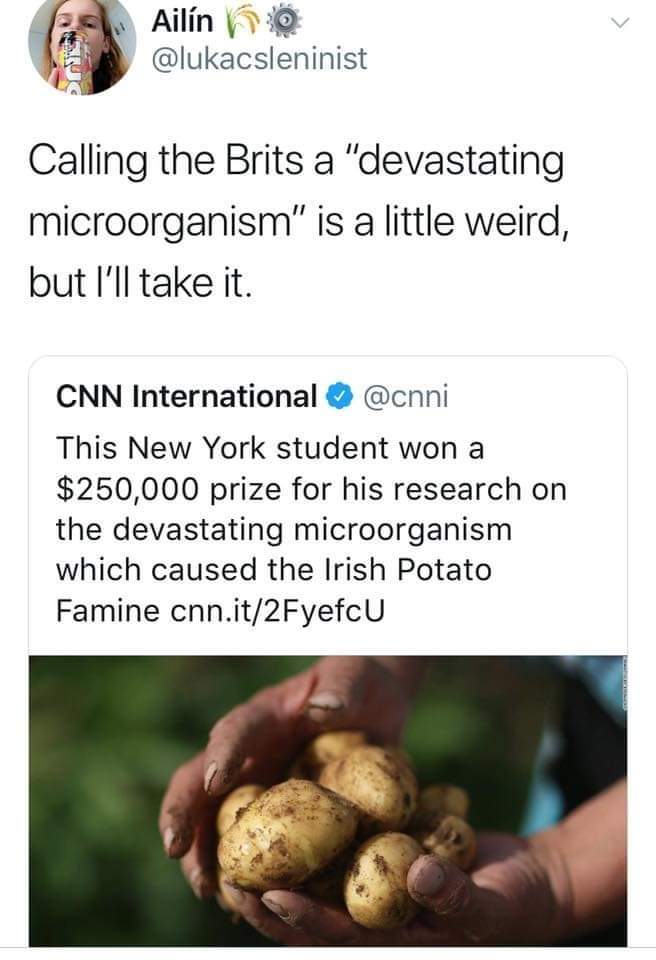 Ailín
@lukacsleninist
Calling the Brits a “devastating
microorganism” is a little weird,
but I’ll take it.
CNN International @cnni
This New York student won a
$250,000 prize for his research on
the devastating microorganism
which caused the Irish Potato
Famine cnn.it/2FyefcU